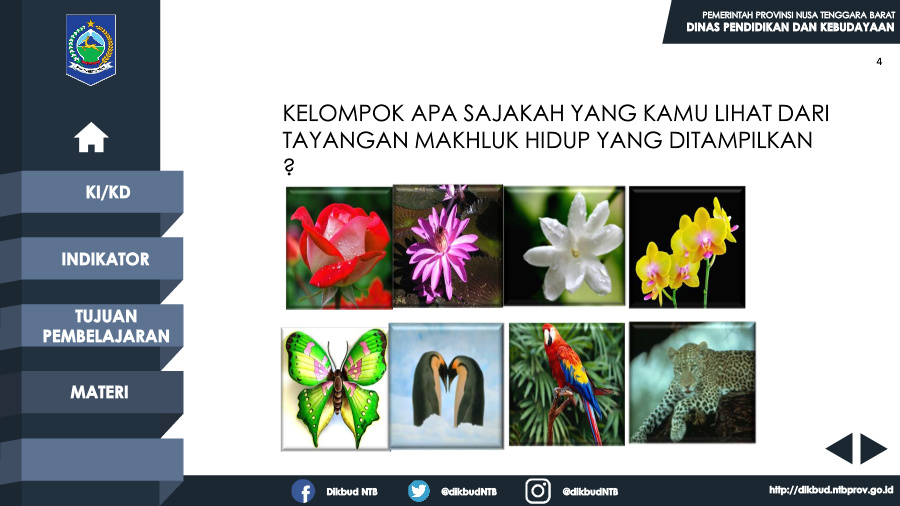 PEMERINTAH PROVINSI NUSA TENGGARA BARAT
DINAS PENDIDIKAN DAN KEBUDAYAAN
4
KELOMPOK APA SAJAKAH YANG KAMU LIHAT DARI
TAYANGAN MAKHLUK HIDUP YANG DITAMPILKAN
?
KI/KD
INDIKATOR
TUJUAN
PEMBELAJARAN
MATERI
Dikbud NTB
@dikbudNTB
@dikbudNTB
http://dikbud.ntbprov.go.id